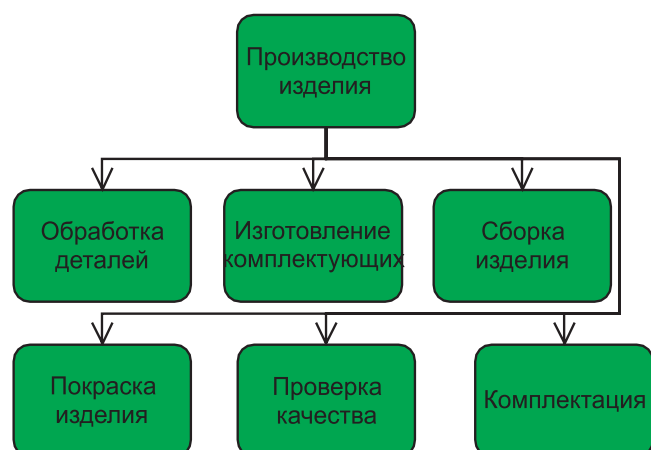 Производство
изделия
Обработка
деталей
Изготовление
комплектующих
Сборка
изделия
Покраска
изделия
Проверка
качества
Комплектация